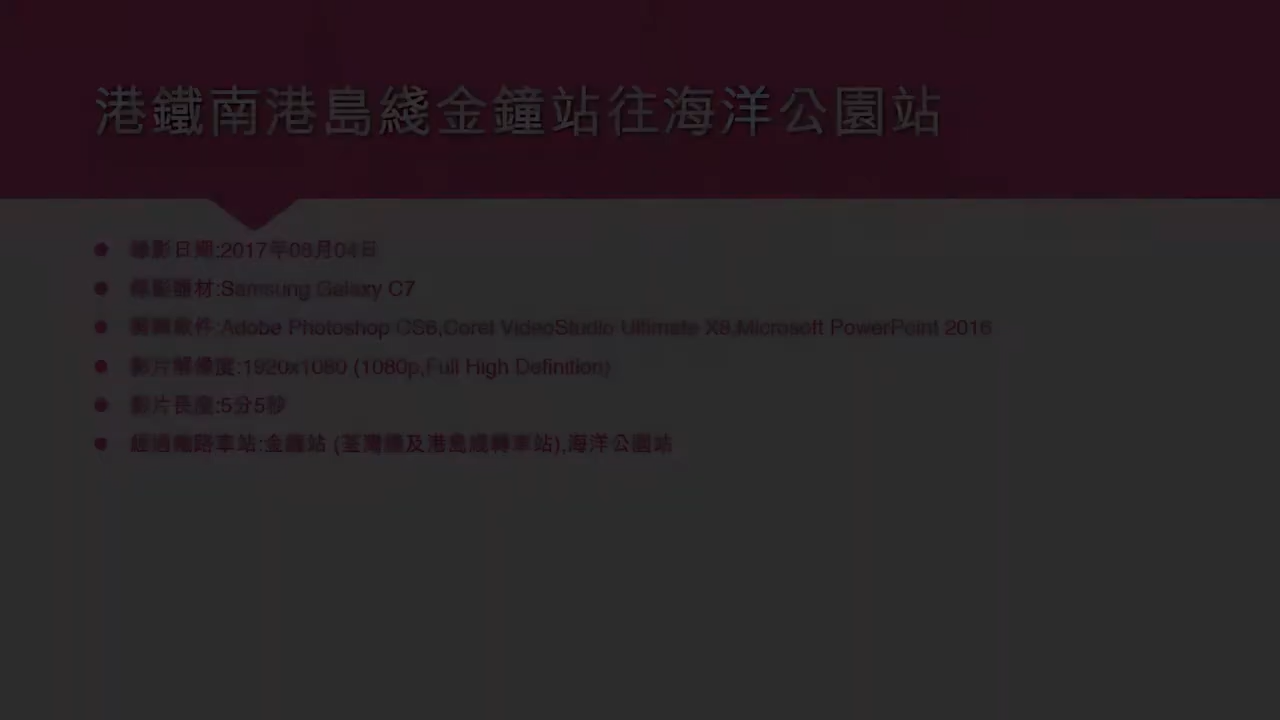 港鐵南港島綫金鐘站往海洋公園站
攝影日期:2017年08月04日
攝影器材:Samsung Galaxy C7
剪輯軟件:Adobe Photoshop CS6,Corel VideoStudio Ultimate X8,Microsoft PowerPoint 2016
影片解像度:1920x1080 (1080p,Full High Definition)
影片長度:5分5秒
經過鐵路車站:金鐘站 (荃灣綫及港島綫轉車站),海洋公園站